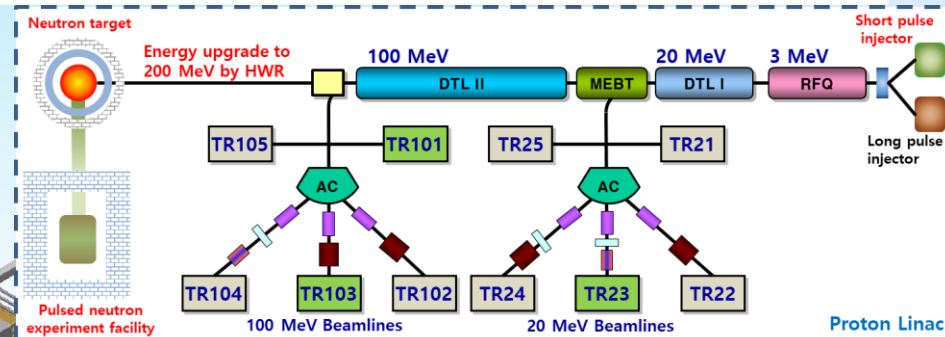 Neutron target
Energy upgrade to
200 MeV by HWR
100 MeV
20 MeV
3 MeV
Short pulse
injector
DTL II
MEBT
DTL I
RFQ
Long pulse
injector
TR105
TR101
TR25
TR21
AC
AC
TR104
TR103
TR102
TR24
TR23
TR22
Pulsed neutron
experiment facility
100 MeV Beamlines
20 MeV Beamlines
Proton Linac